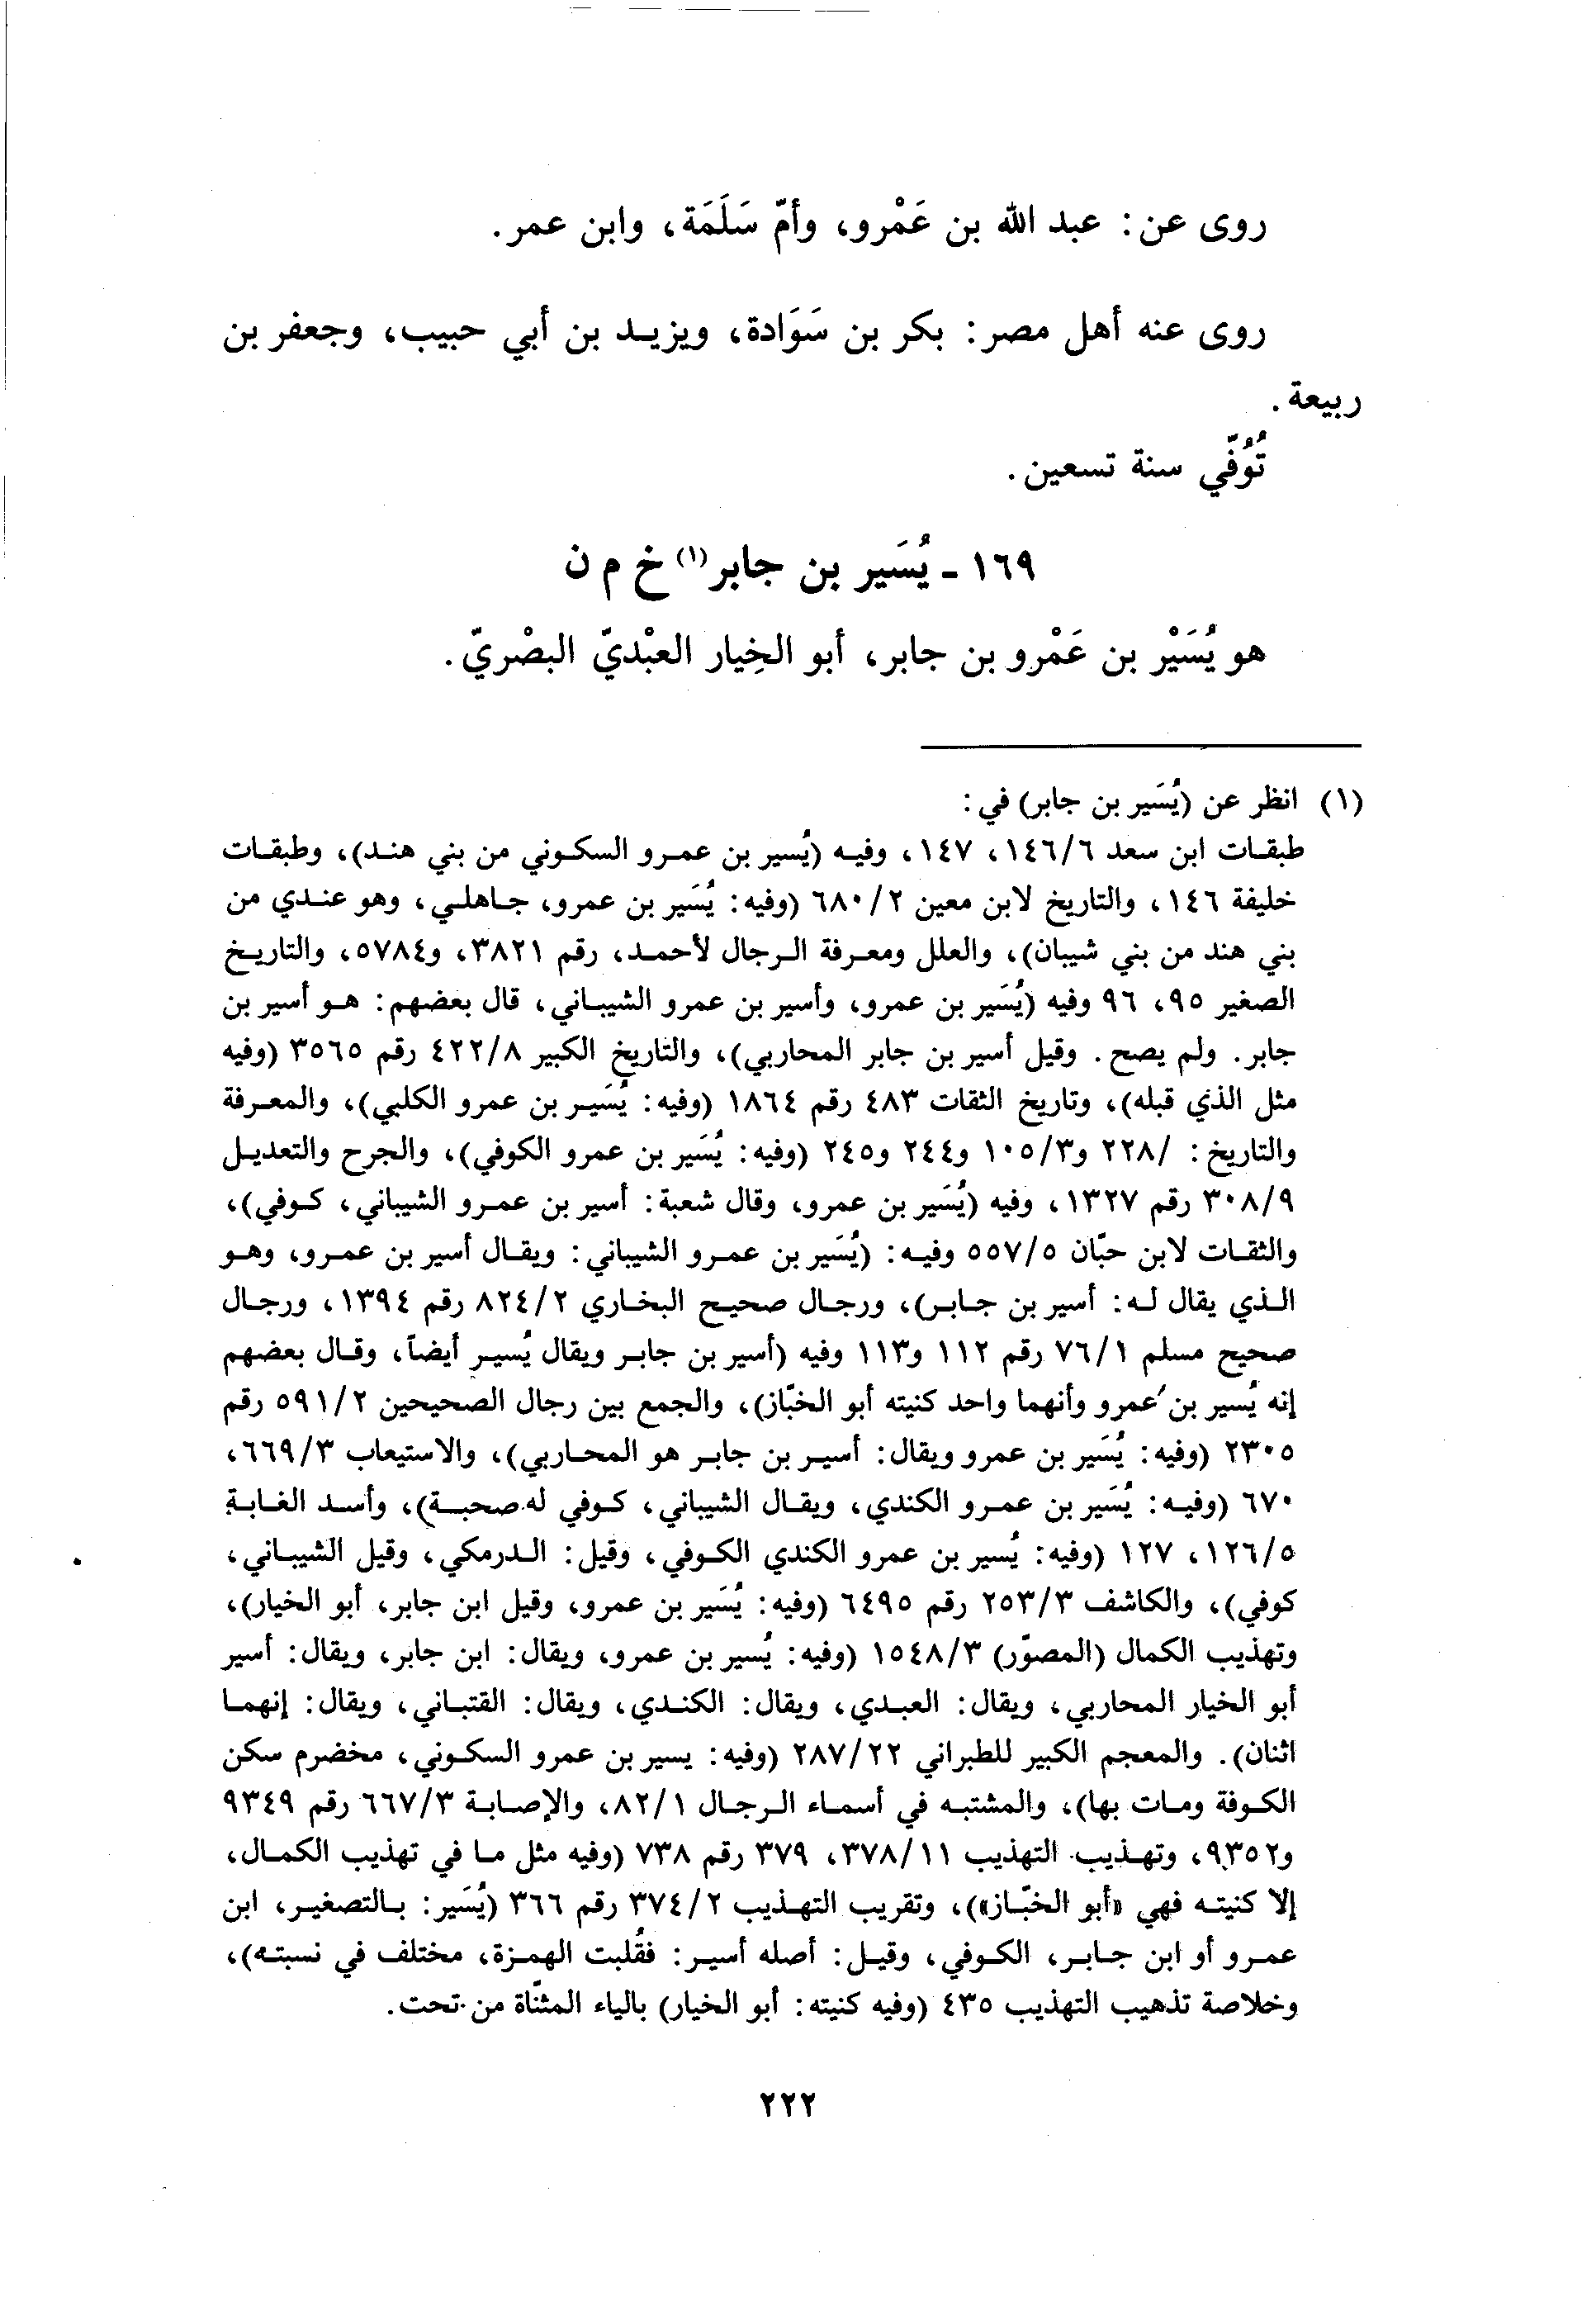 روى عن: عبد الله بن عَمْرو، وأمّ سَلَمَة، وابن عمر.
روى عنه أهل مصر: بكر بن سَوَادة، ويزيد بن أبي حبيب، وجعفر بن
ربيعة.
تُوُفّي سنة تسعين.
١٦٩ - يُسَير بن جابر(١) خ م ن
هو يُسَيْر بن عَمْرو بن جابر، أبو الخِيار العبْديّ البصْريّ.
(١) انظر عن (يُسَير بن جابر) في:
طبقات ابن سعد ١٤٦/٦، ١٤٧، وفيه (يُسير بن عمرو السكوني من بني هند)، وطبقات
خليفة ١٤٦، والتاريخ لابن معين ٦٨٠/٢ (وفيه: يُسَير بن عمرو، جاهلي، وهو عندي من
بني هند من بني شيبان)، والعلل ومعرفة الرجال لأحمد، رقم ٣٨٢١، و٥٧٨٤، والتاريخ
الصغير ٩٥، ٩٦ وفيه (يُسَير بن عمرو، وأسير بن عمرو الشيباني، قال بعضهم: هو أسير بن
جابر. ولم يصح. وقيل أسير بن جابر المحاربي)، والتاريخ الكبير ٤٢٢/٨ رقم ٣٥٦٥ (وفيه
مثل الذي قبله)، وتاريخ الثقات ٤٨٣ رقم ١٨٦٤ (وفيه: يُسَير بن عمرو الكلبي)، والمعرفة
والتاريخ: /٢٢٨ و١٠٥/٣ و٢٤٤ و٢٤٥ (وفيه: يُسَير بن عمرو الكوفي)، والجرح والتعديل
٣٠٨/٩ رقم ١٣٢٧، وفيه (يُسَير بن عمرو، وقال شعبة: أسير بن عمرو الشيباني، كوفي)،
والثقات لابن حبّان ٥٥٧/٥ وفيه: (يُسَير بن عمرو الشيباني: ويقال أسير بن عمرو، وهو
الذي يقال له: أسير بن جابر)، ورجال صحيح البخاري ٨٢٤/٢ رقم ١٣٩٤، ورجال
صحيح مسلم ٧٦/١ رقم ١١٢ و١١٣ وفيه (أسير بن جابر ويقال يُسير أيضاً، وقال بعضهم
إنه يُسير بن عمرو وأنهما واحد كنيته أبو الخبّاز)، والجمع بين رجال الصحيحين ٥٩١/٢ رقم
٢٣٠٥ (وفيه: يُسَير بن عمرو ويقال: أسير بن جابر هو المحاربي)، والاستيعاب ٦٦٩/٣،
٦٧٠ (وفيه: يُسَير بن عمرو الكندي، ويقال الشيباني، كوفي له صحبة)، وأسد الغابة
١٢٦/٥، ١٢٧ (وفيه: يُسير بن عمرو الكندي الكوفي، وقيل: الدرمكي، وقيل الشيباني،
كوفي)، والكاشف ٢٥٣/٣ رقم ٦٤٩٥ (وفيه: يُسَير بن عمرو، وقيل ابن جابر، أبو الخيار)،
وتهذيب الكمال (المصوّر) ١٥٤٨/٣ (وفيه: يُسير بن عمرو، ويقال: ابن جابر، ويقال: أسير
أبو الخيار المحاربي، ويقال: العبدي، ويقال: الكندي، ويقال: القتباني، ويقال: إنهما
اثنان). والمعجم الكبير للطبراني ٢٨٧/٢٢ (وفيه: يسير بن عمرو السكوني، مخضرم سكن
الكوفة ومات بها)، والمشتبه في أسماء الرجال ٨٢/١، والإصابة ٦٦٧/٣ رقم ٩٣٤٩
و٩٣٥٢، وتهذيب التهذيب ٣٧٨/١١، ٣٧٩ رقم ٧٣٨ (وفيه مثل ما في تهذيب الكمال،
إلا كنيته فهي «أبو الخبّاز»)، وتقريب التهذيب ٣٧٤/٢ رقم ٣٦٦ (يُسَير: بالتصغير، ابن
عمرو أو ابن جابر، الكوفي، وقيل: أصله أسير: فقُلبت الهمزة، مختلف في نسبته)،
وخلاصة تذهيب التهذيب ٤٣٥ (وفيه كنيته: أبو الخيار) بالياء المثنّاة من تحت.
٢٢٢